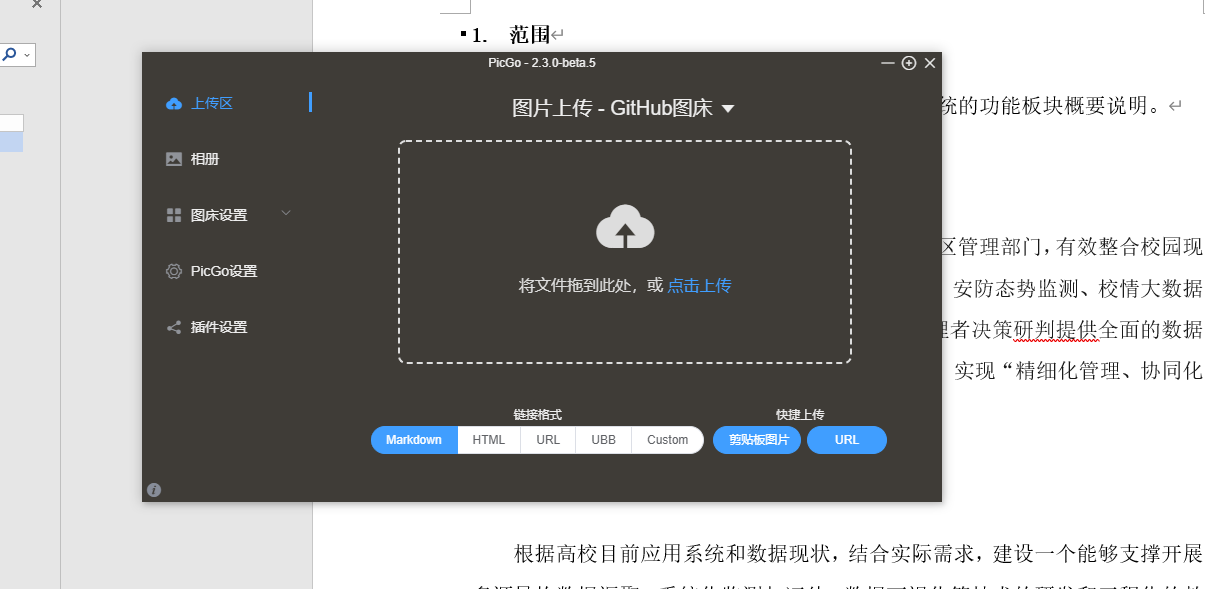 1. 范围
PicGo - 2.3.0-beta.5
上传区
相册
图床设置
PicGo设置
插件设置
图片上传 - GitHub图床
将文件拖到此处，或 点击上传
链接格式
快捷上传
Markdown HTML URL UBB Custom 剪贴板图片 URL
统的功能板块概要说明。
区管理部门，有效整合校园现
安防态势监测、校情大数据
理者决策研判提供全面的数据
实现“精细化管理、协同化
根据高校目前应用系统和数据现状，结合实际需求，建设一个能够支撑开展